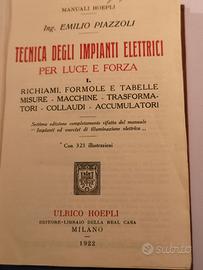 MANUALI HOEPLI
Ing. EMILIO PIAZZOLI
TECNICA DEGLI IMPIANTI ELETTRICI
PER LUCE E FORZA
I.
RICHIAMI, FORMOLE E TABELLE
MISURE - MACCHINE - TRASFORMA-
TORI - COLLAUDI - ACCUMULATORI
Settima edizione completamente rifatta del manuale
"Impianti ed esercizi di illuminazione elettrica"
Con 321 illustrazioni
ULRICO HOEPLI
EDITORE-LIBRAIO DELLA REAL CASA
MILANO
1922
subito